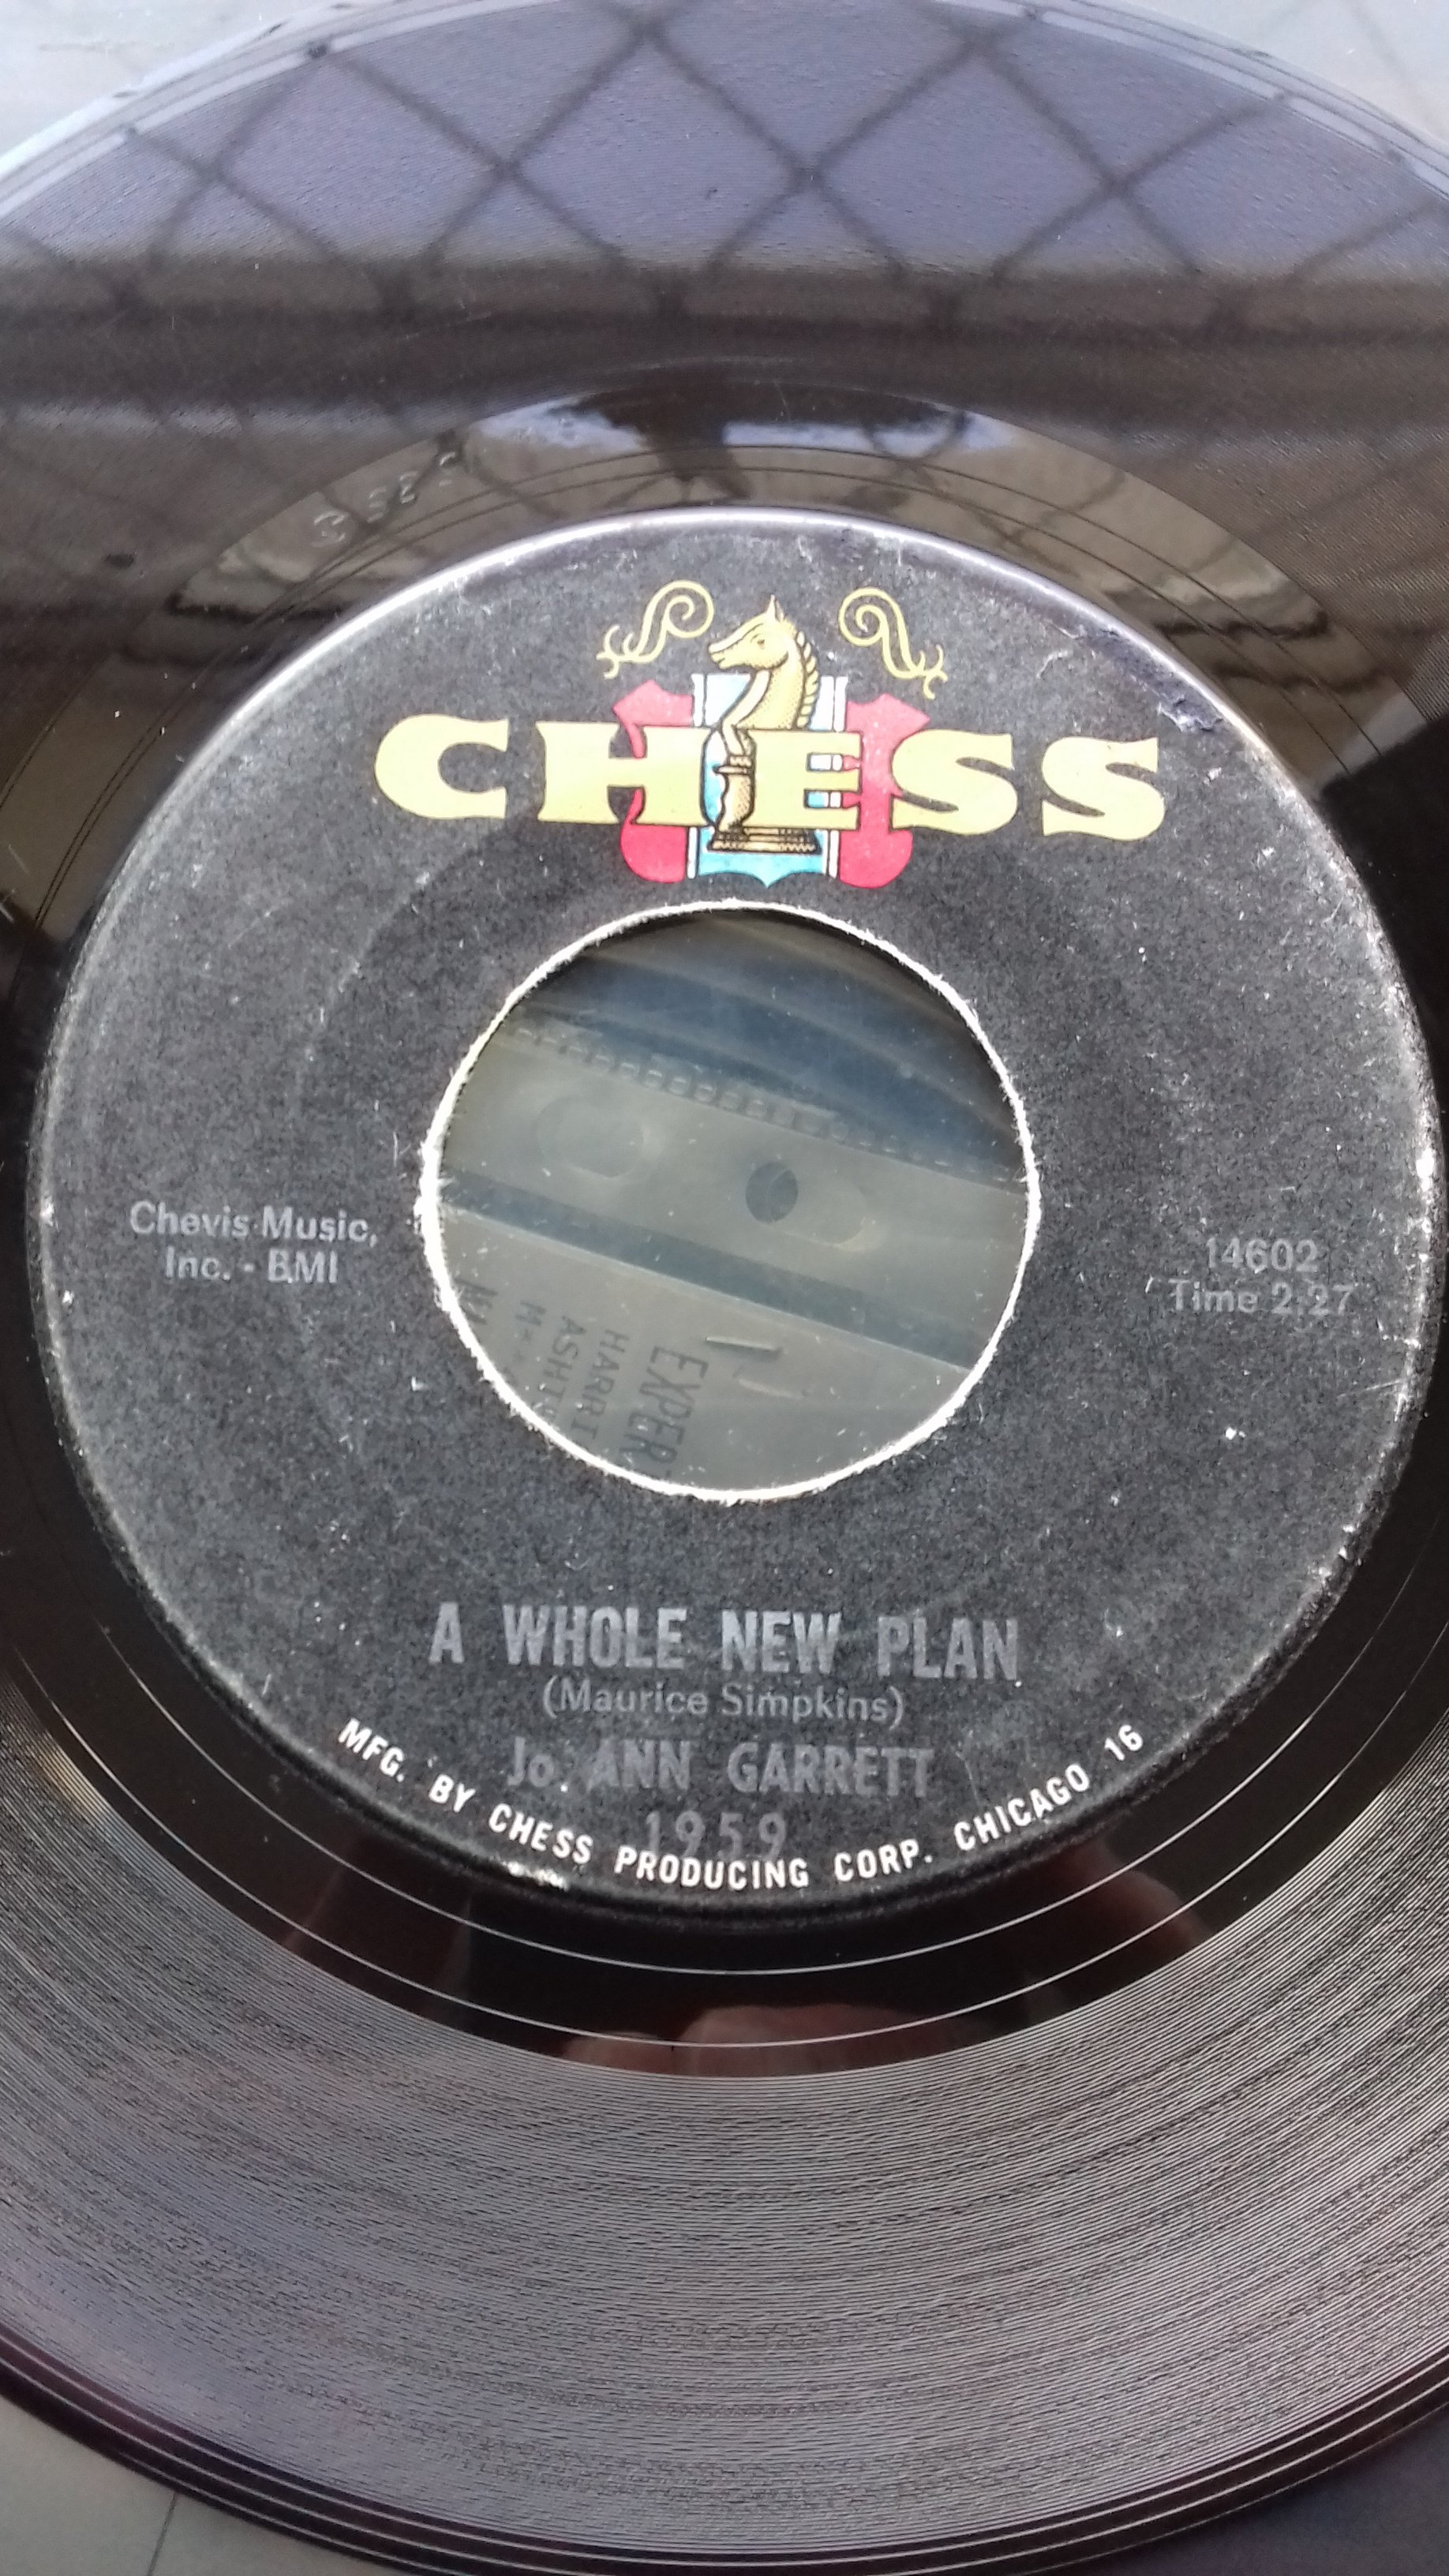 CHESS
Chevis Music,
Inc. - BMI
14602
Time 2:27
EXPER
HARRI
A WHOLE NEW PLAN
(Maurice Simpkins)
Jo. ANN GARRETT
1959
MFG. BY CHESS PRODUCING CORP. CHICAGO 16